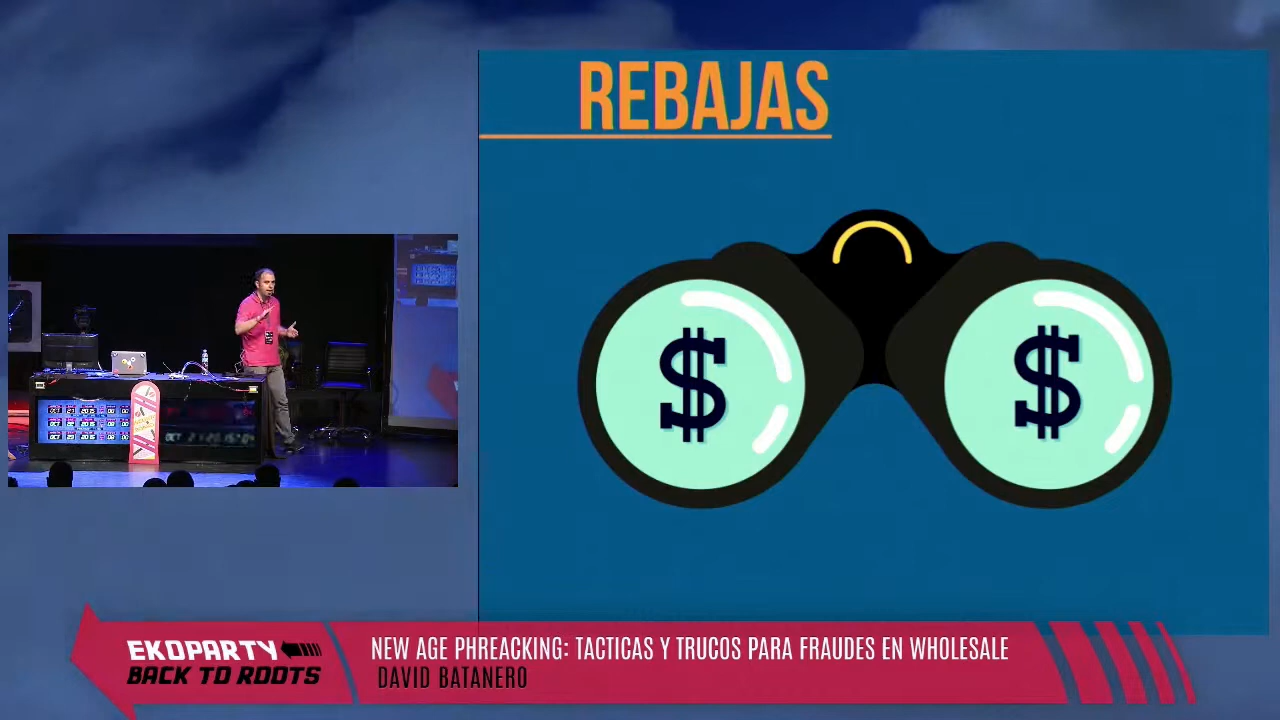 REBAJAS
$ $
EKOPARTY
BACK TO ROOTS
NEW AGE PHREACKING: TACTICAS Y TRUCOS PARA FRAUDES EN WHOLESALE
DAVID BATANERO